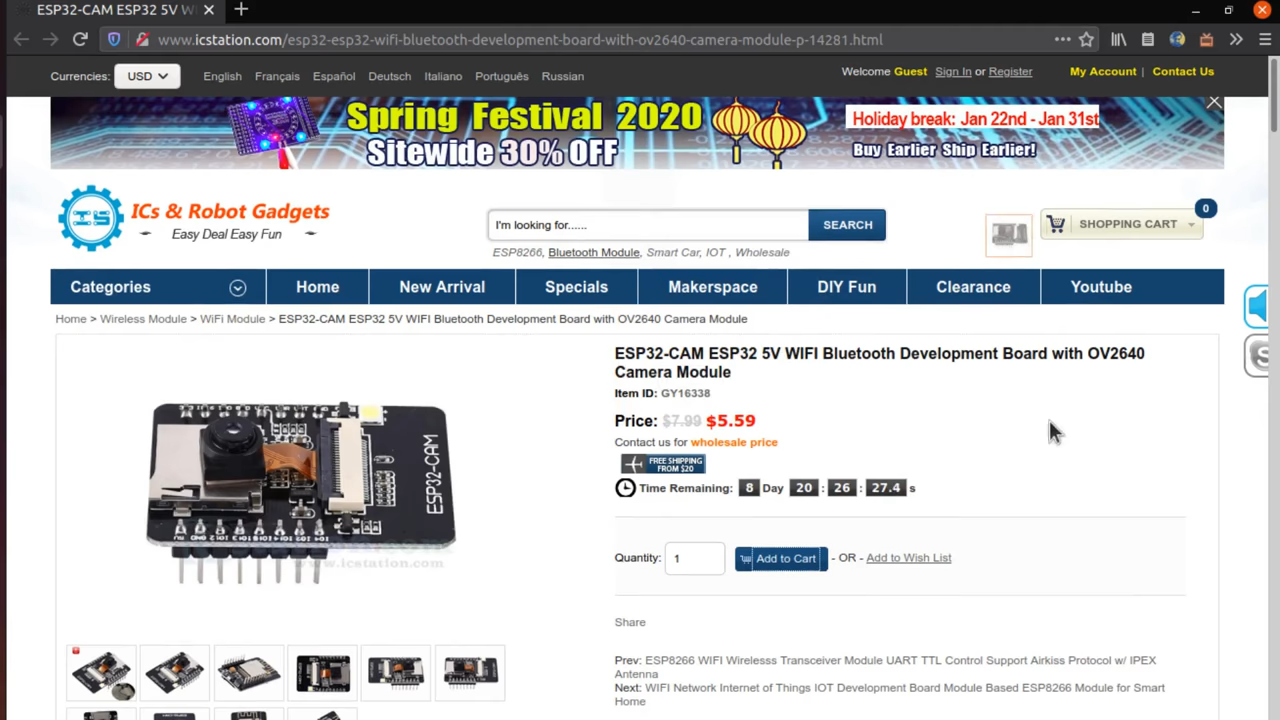 ESP32-CAM ESP32 5V W
www.icstation.com/esp32-esp32-wifi-bluetooth-development-board-with-ov2640-camera-module-p-14281.html
Currencies: USD English Français Español Deutsch Italiano Português Russian
Welcome Guest Sign In or Register My Account | Contact Us
Spring Festival 2020
Sitewide 30% OFF
Holiday break: Jan 22nd - Jan 31st
Buy Earlier Ship Earlier!
IS
ICs & Robot Gadgets
Easy Deal Easy Fun
I'm looking for...... SEARCH
ESP8266, Bluetooth Module, Smart Car, IOT , Wholesale
SHOPPING CART 0
Categories Home New Arrival Specials Makerspace DIY Fun Clearance Youtube
Home > Wireless Module > WiFi Module > ESP32-CAM ESP32 5V WIFI Bluetooth Development Board with OV2640 Camera Module
ESP32-CAM
www.icstation.com
ESP32-CAM ESP32 5V WIFI Bluetooth Development Board with OV2640
Camera Module
Item ID: GY16338
Price: $7.99 $5.59
Contact us for wholesale price
FREE SHIPPING
FROM $20
Time Remaining: 8 Day 20 : 26 : 27.4 s
Quantity: 1 Add to Cart - OR - Add to Wish List
Share
Prev: ESP8266 WIFI Wirelesss Transceiver Module UART TTL Control Support Airkiss Protocol w/ IPEX
Antenna
Next: WIFI Network Internet of Things IOT Development Board Module Based ESP8266 Module for Smart
Home